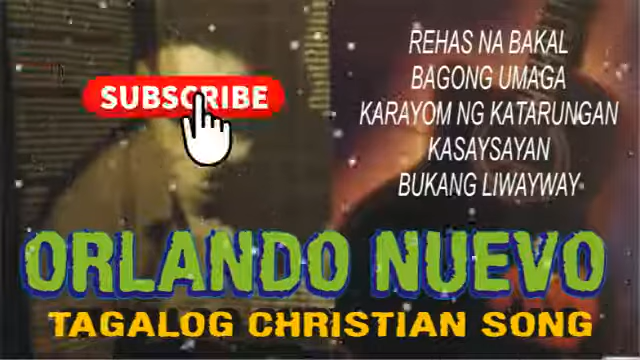 SUBSCRIBE
REHAS NA BAKAL
BAGONG UMAGA
KARAYOM NG KATARUNGAN
KASAYSAYAN
BUKANG LIWAYWAY
ORLANDO NUEVO
TAGALOG CHRISTIAN SONG